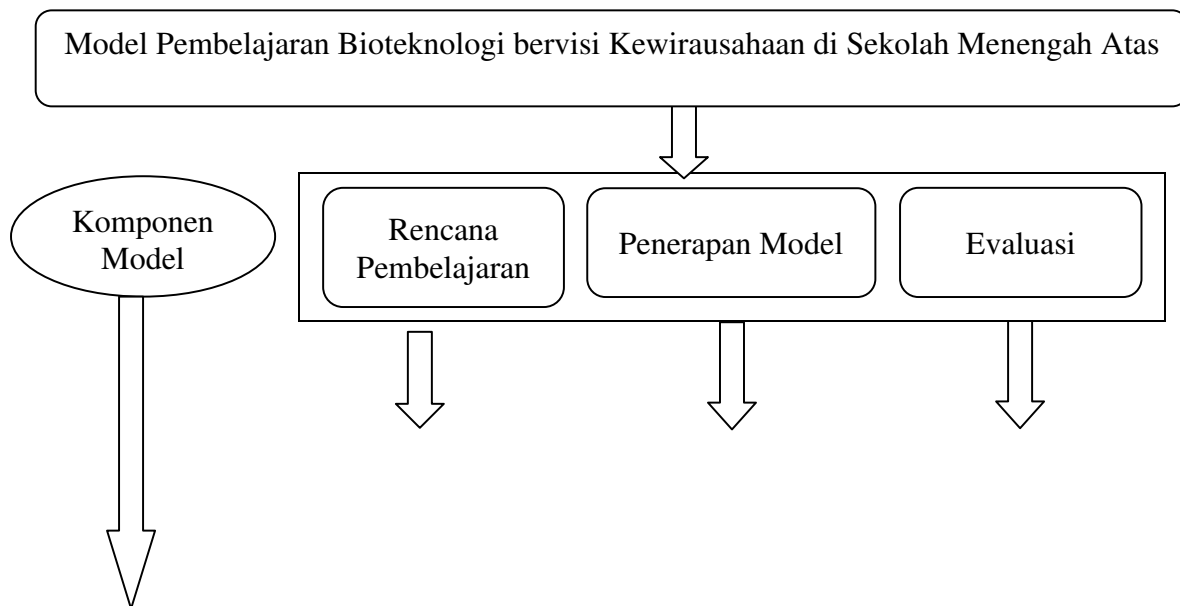 Model Pembelajaran Bioteknologi bervisi Kewirausahaan di Sekolah Menengah Atas
Komponen
Model
Rencana
Pembelajaran
Penerapan Model
Evaluasi